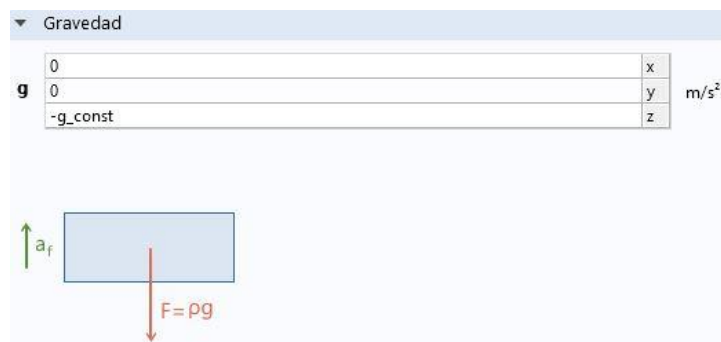 Gravedad
0 x
g 0 y m/s²
-g_const z
a_f
F=ρg